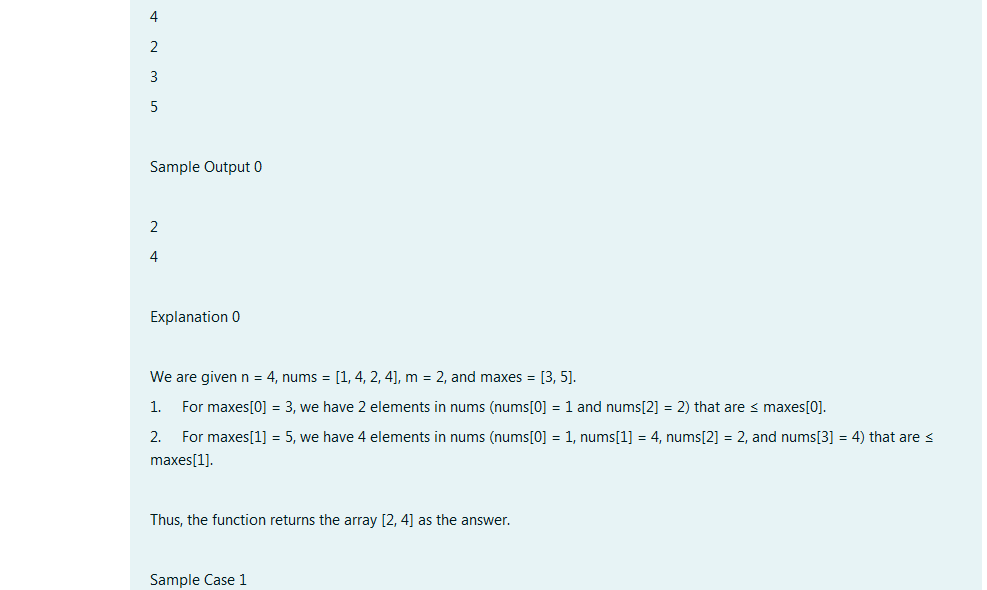 4
2
3
5
Sample Output 0
2
4
Explanation 0
We are given n = 4, nums = [1, 4, 2, 4], m = 2, and maxes = [3, 5].
1. For maxes[0] = 3, we have 2 elements in nums (nums[0] = 1 and nums[2] = 2) that are ≤ maxes[0].
2. For maxes[1] = 5, we have 4 elements in nums (nums[0] = 1, nums[1] = 4, nums[2] = 2, and nums[3] = 4) that are ≤
maxes[1].
Thus, the function returns the array [2, 4] as the answer.
Sample Case 1